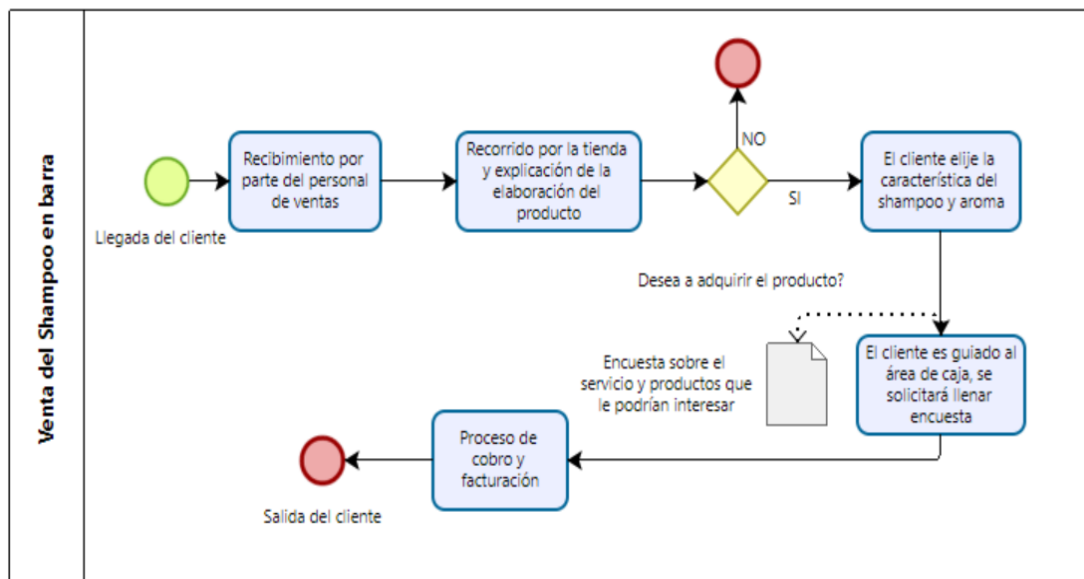 Venta del Shampoo en barra
Llegada del cliente
Recibimiento por
parte del personal
de ventas
Recorrido por la tienda
y explicación de la
elaboración del
producto
NO
SI
El cliente elije la
característica del
shampoo y aroma
Desea a adquirir el producto?
Encuesta sobre el
servicio y productos que
le podrían interesar
El cliente es guiado al
área de caja, se
solicitará llenar
encuesta
Proceso de
cobro y
facturación
Salida del cliente